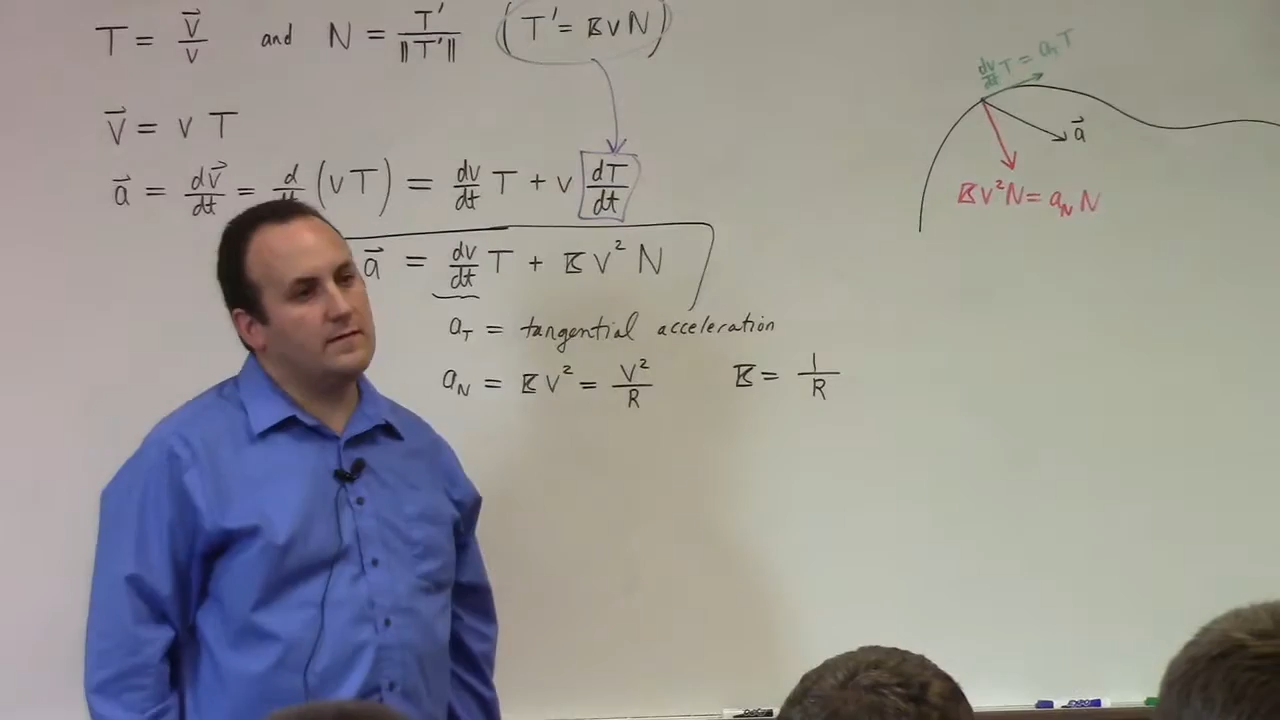 T = v⃗/v and N = T'/‖T'‖ (T' = κvN)
v⃗ = v T
a⃗ = dv⃗/dt = d/dt (vT) = dv/dt T + v dT/dt
a⃗ = dv/dt T + κv² N
a_T = tangential acceleration
a_N = κv² = v²/R κ = 1/R
dv/dt T = a_T T
a⃗
κv²N = a_N N